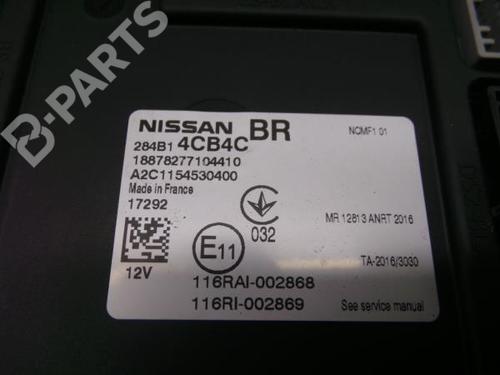 B-PARTS
NISSAN BR
NCMF1 01
284B1 4CB4C
18878277104410
A2C1154530400
Made in France
17292
032
MR 12813 ANRT 2016
E11
12V
TA-2016/3030
116RAI-002868
116RI-002869
See service manual